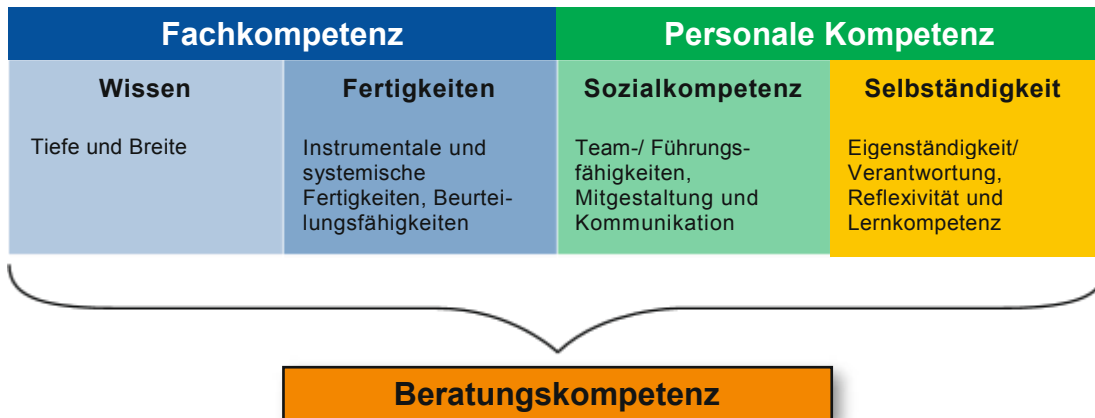 Fachkompetenz
Personale Kompetenz
Wissen
Tiefe und Breite
Fertigkeiten
Instrumentale und
systemische
Fertigkeiten, Beurtei-
lungsfähigkeiten
Sozialkompetenz
Team-/ Führungs-
fähigkeiten,
Mitgestaltung und
Kommunikation
Selbständigkeit
Eigenständigkeit/
Verantwortung,
Reflexivität und
Lernkompetenz
Beratungskompetenz